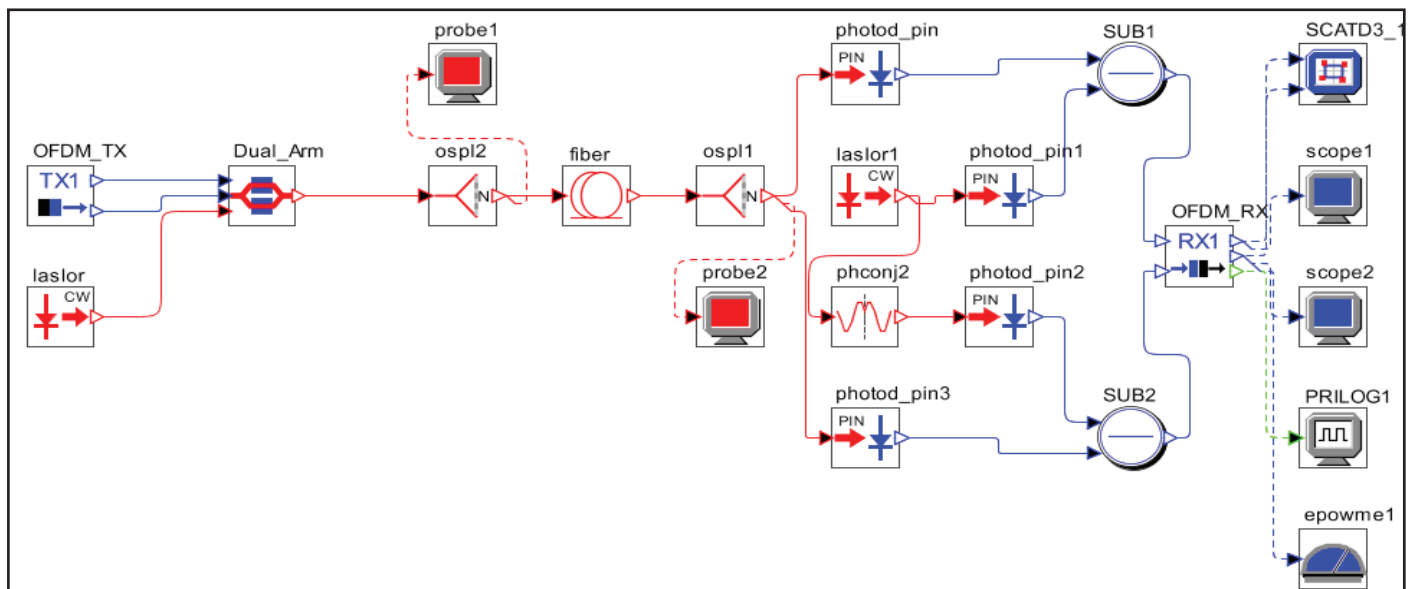 probe1
photod_pin
PIN
SUB1
SCATD3_1
OFDM_TX
TX1
Dual_Arm
ospl2
N
fiber
ospl1
N
laslor1
CW
photod_pin1
PIN
scope1
OFDM_RX
RX1
laslor
CW
probe2
phconj2
photod_pin2
PIN
scope2
photod_pin3
PIN
SUB2
PRILOG1
epowme1